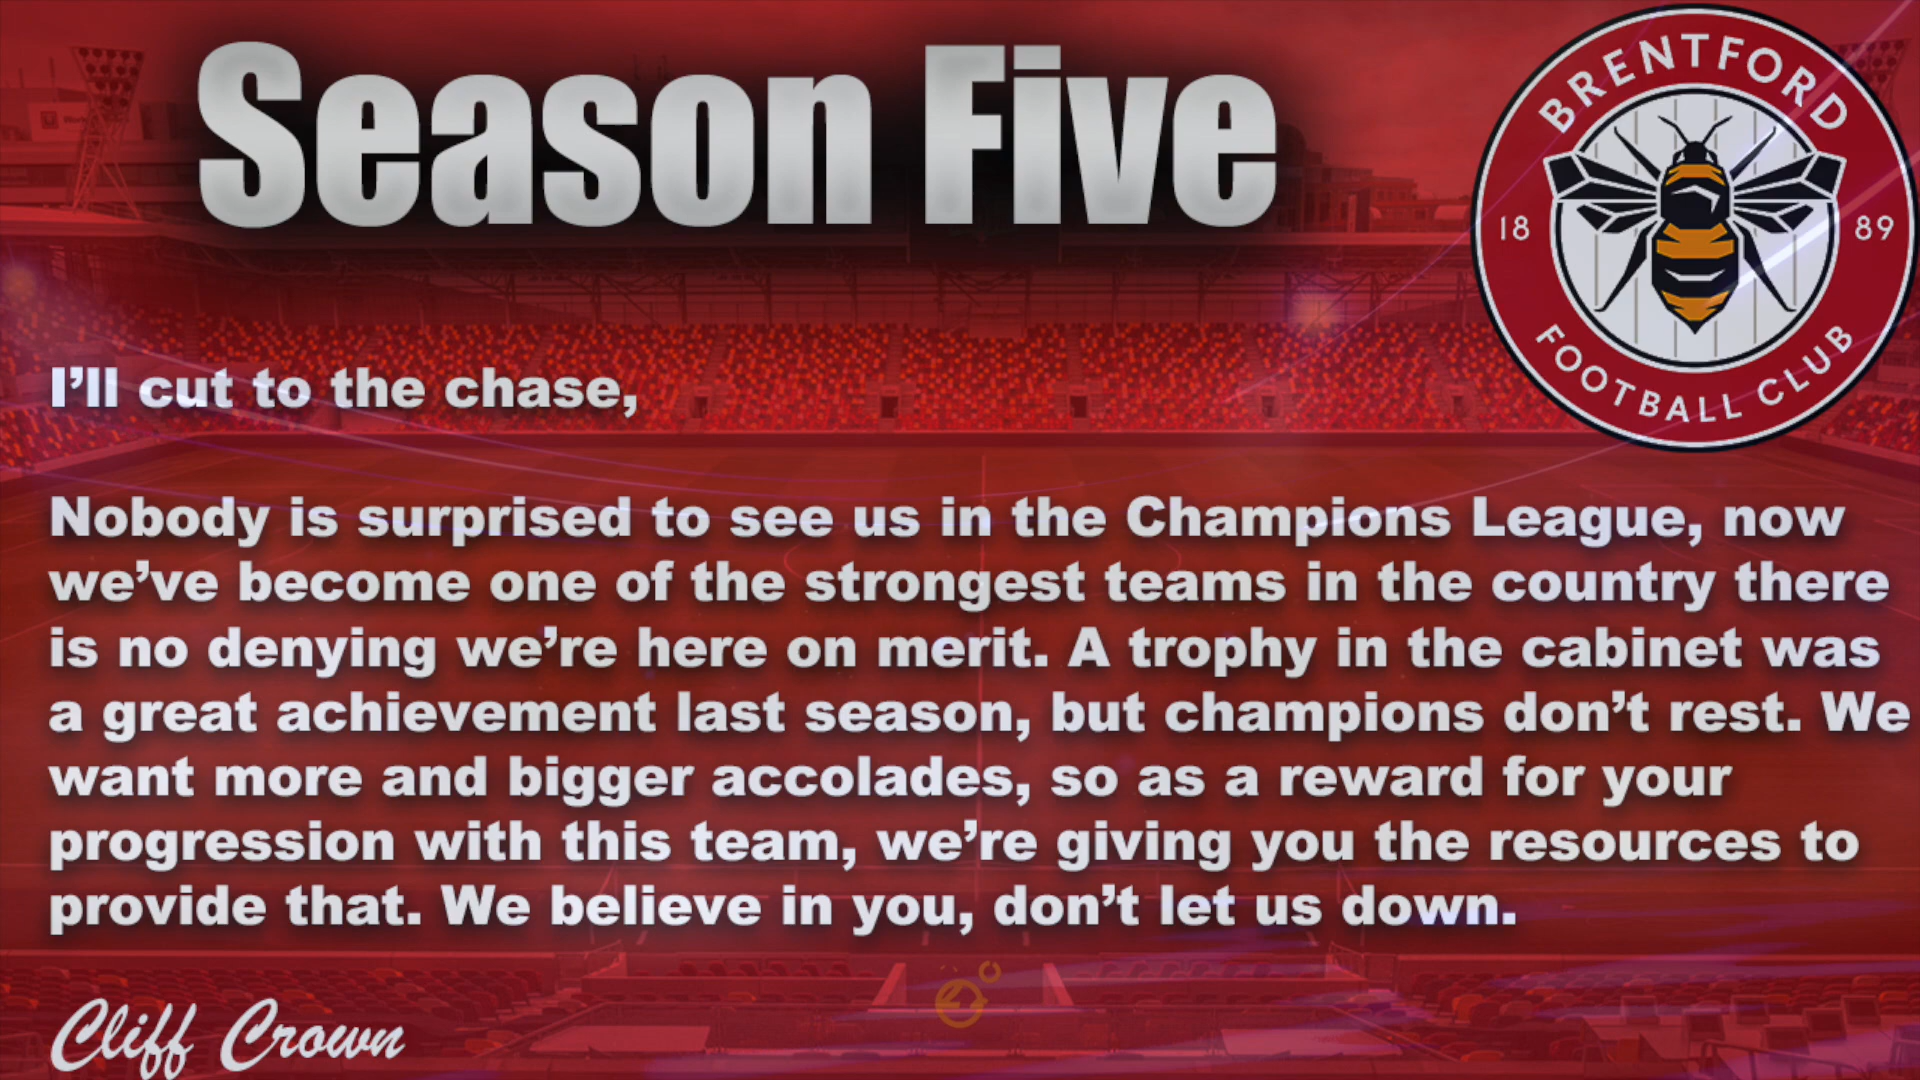 Season Five
BRENTFORD
18 89
FOOTBALL CLUB
I’ll cut to the chase,
Nobody is surprised to see us in the Champions League, now
we’ve become one of the strongest teams in the country there
is no denying we’re here on merit. A trophy in the cabinet was
a great achievement last season, but champions don’t rest. We
want more and bigger accolades, so as a reward for your
progression with this team, we’re giving you the resources to
provide that. We believe in you, don’t let us down.
Cliff Crown